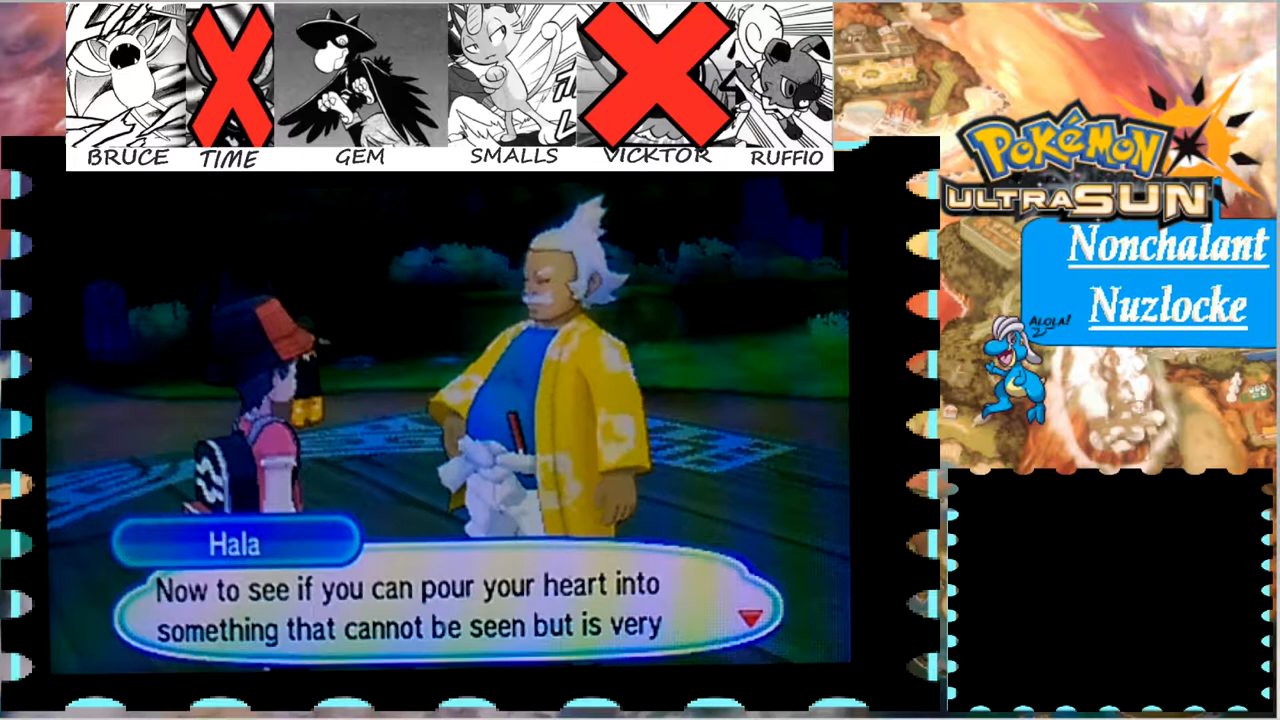 BRUCE
TIME
GEM
SMALLS
VICKTOR
RUFFIO
POKéMON
ULTRASUN
Nonchalant
Nuzlocke
ALOLA!
Hala
Now to see if you can pour your heart into
something that cannot be seen but is very